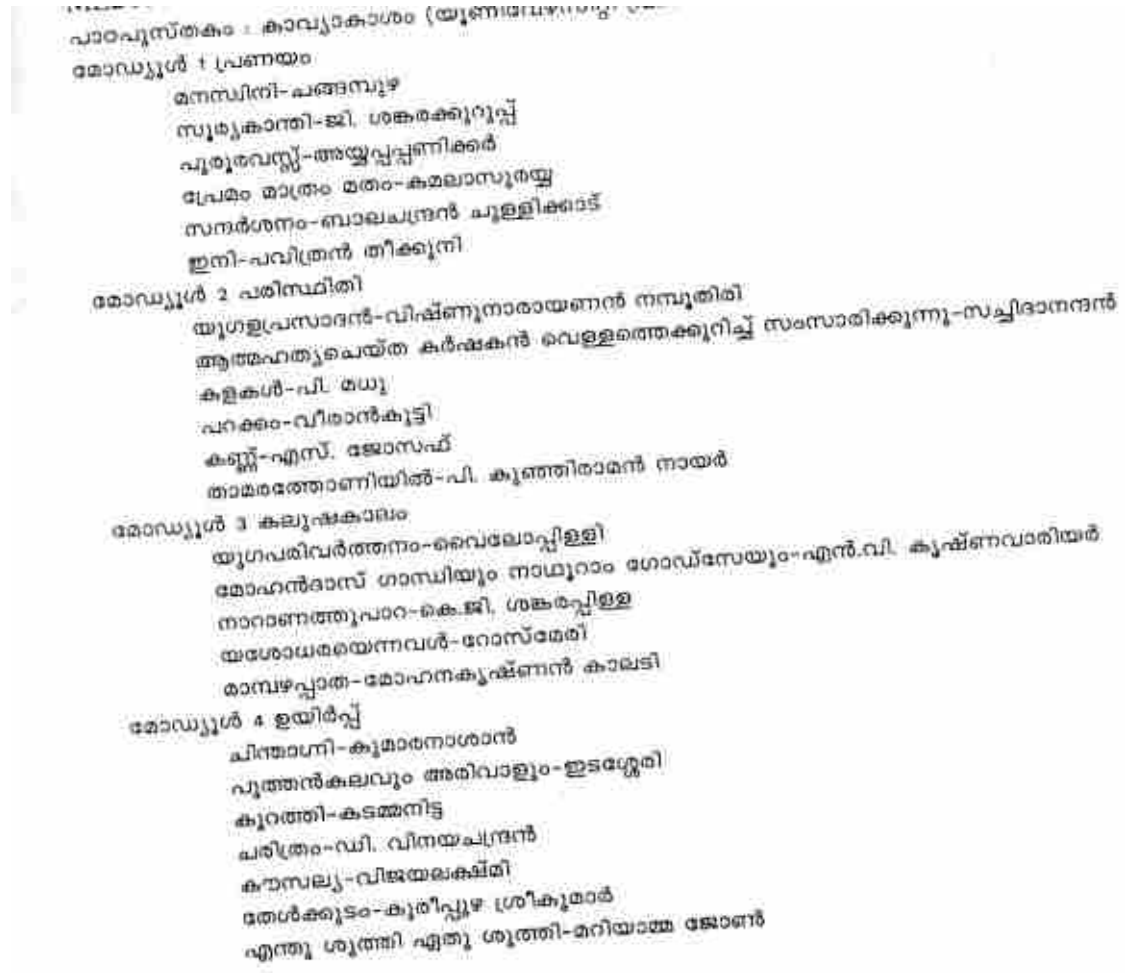 പാഠപുസ്തകം : കാവ്യാകാശം
മോഡ്യൂൾ 1 പ്രണയം
മനസ്വിനി-ചങ്ങമ്പുഴ
സൂര്യകാന്തി-ജി. ശങ്കരക്കുറുപ്പ്
പുരൂരവസ്സ്-അയ്യപ്പപ്പണിക്കർ
പ്രേമം മാത്രം മതം-കമലാസുരയ്യ
സന്ദർശനം-ബാലചന്ദ്രൻ ചുള്ളിക്കാട്
ഇനി-പവിത്രൻ തീക്കുനി
മോഡ്യൂൾ 2 പരിസ്ഥിതി
യുഗളപ്രസാദൻ-വിഷ്ണുനാരായണൻ നമ്പൂതിരി
ആത്മഹത്യചെയ്ത കർഷകൻ വെള്ളത്തെക്കുറിച്ച് സംസാരിക്കുന്നു-സച്ചിദാനന്ദൻ
കളകൾ-പി. മധു
പറക്കം-വീരാൻകുട്ടി
കണ്ണ്-എസ്. ജോസഫ്
താമരത്തോണിയിൽ-പി. കുഞ്ഞിരാമൻ നായർ
മോഡ്യൂൾ 3 കലുഷകാലം
യുഗപരിവർത്തനം-വൈലോപ്പിള്ളി
മോഹൻദാസ് ഗാന്ധിയും നാഥുറാം ഗോഡ്സേയും-എൻ.വി. കൃഷ്ണവാരിയർ
നാറാണത്തുപാറ-കെ.ജി. ശങ്കരപ്പിള്ള
യശോധരയെന്നവൾ-റോസ്മേരി
മാമ്പഴപ്പാത-മോഹനകൃഷ്ണൻ കാലടി
മോഡ്യൂൾ 4 ഉയിർപ്പ്
ചിന്താഗ്നി-കുമാരനാശാൻ
പുത്തൻകലവും അരിവാളും-ഇടശ്ശേരി
കുറത്തി-കടമ്മനിട്ട
ചരിത്രം-ഡി. വിനയചന്ദ്രൻ
കൗസല്യ-വിജയലക്ഷ്മി
തേൾക്കുടം-കുരീപ്പുഴ ശ്രീകുമാർ
എന്തു ശുത്തി ഏതു ശുത്തി-മറിയാമ്മ ജോൺ